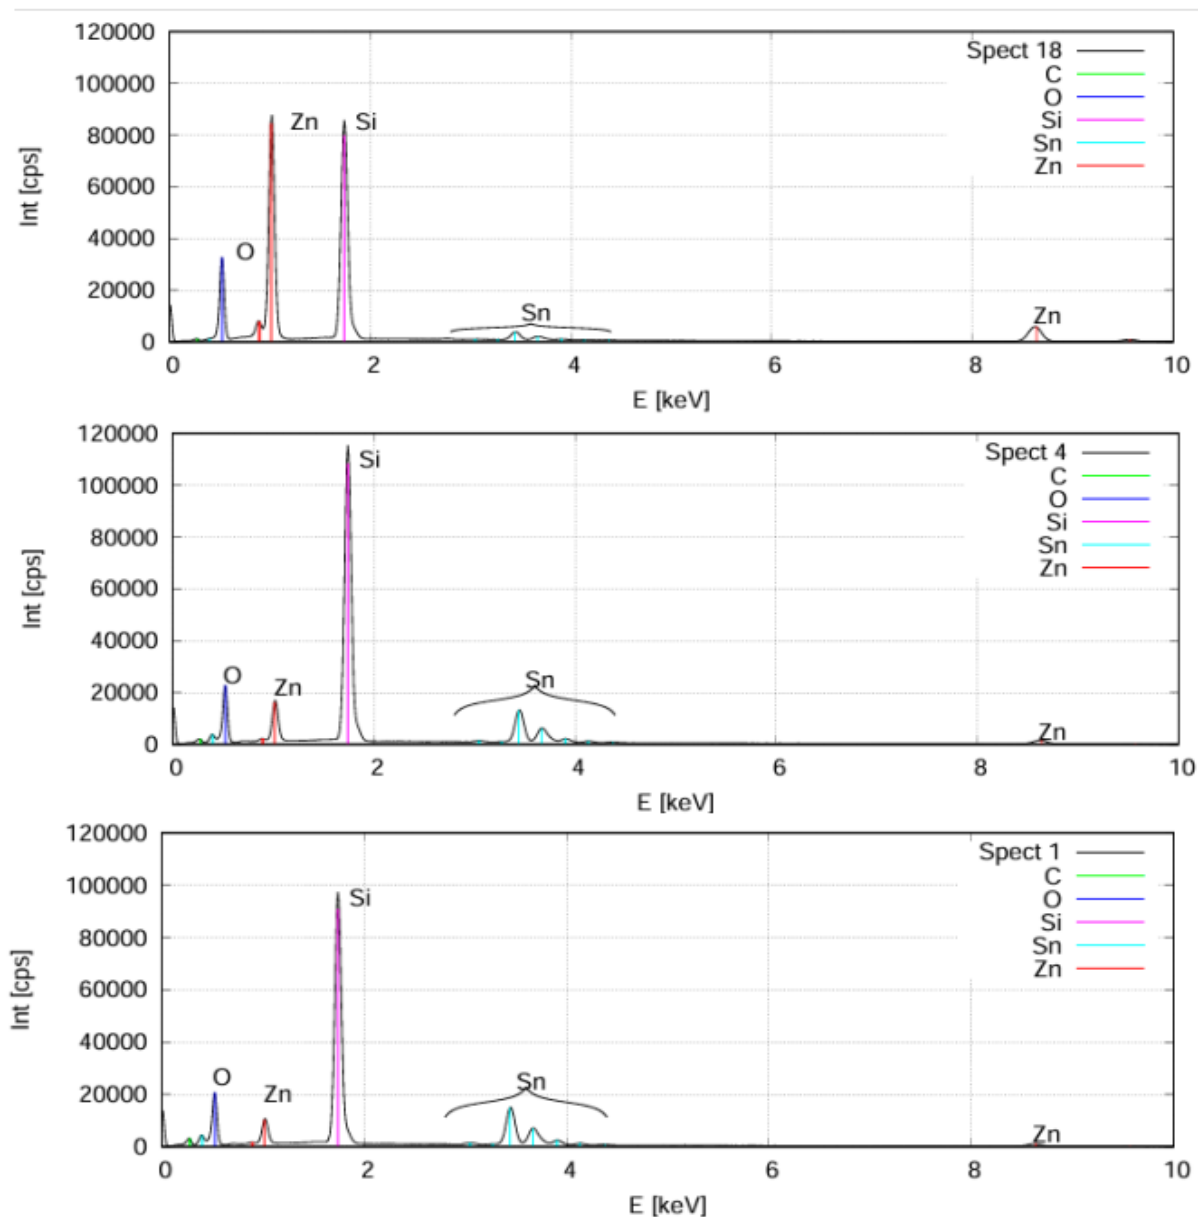 120000
100000
80000
60000
40000
20000
0
Int [cps]
Spect 18
C
O
Si
Sn
Zn
Zn
Si
O
Sn
Zn
0 2 4 6 8 10
E [keV]
120000
100000
80000
60000
40000
20000
0
Int [cps]
Spect 4
C
O
Si
Sn
Zn
Si
O
Zn
Sn
Zn
0 2 4 6 8 10
E [keV]
120000
100000
80000
60000
40000
20000
0
Int [cps]
Spect 1
C
O
Si
Sn
Zn
Si
O
Zn
Sn
Zn
0 2 4 6 8 10
E [keV]